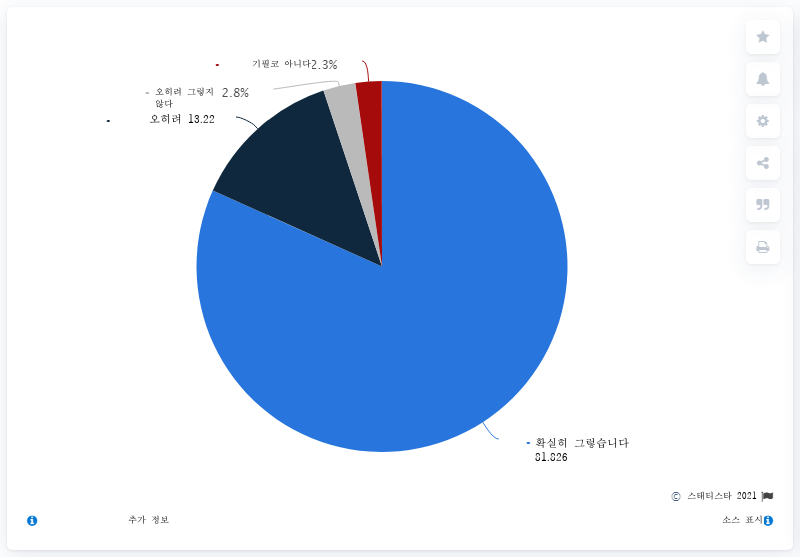 기필코 아니다2.3%
- 오히려 그렇지 2.8%
않다
- 오히려 13.22
- 확실히 그렇습니다
81.826
© 스태티스타 2021
추가 정보
소스 표시